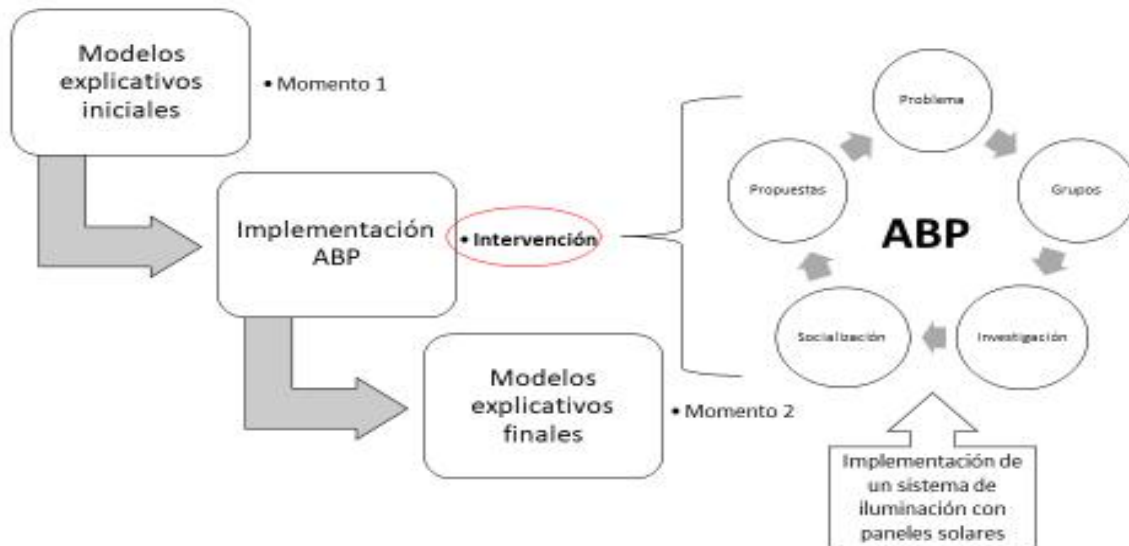 Modelos
explicativos
iniciales
• Momento 1
Implementación
ABP
• Intervención
Modelos
explicativos
finales
• Momento 2
Problema
Grupos
Investigación
Socialización
Propuestas
ABP
Implementación de
un sistema de
iluminación con
paneles solares